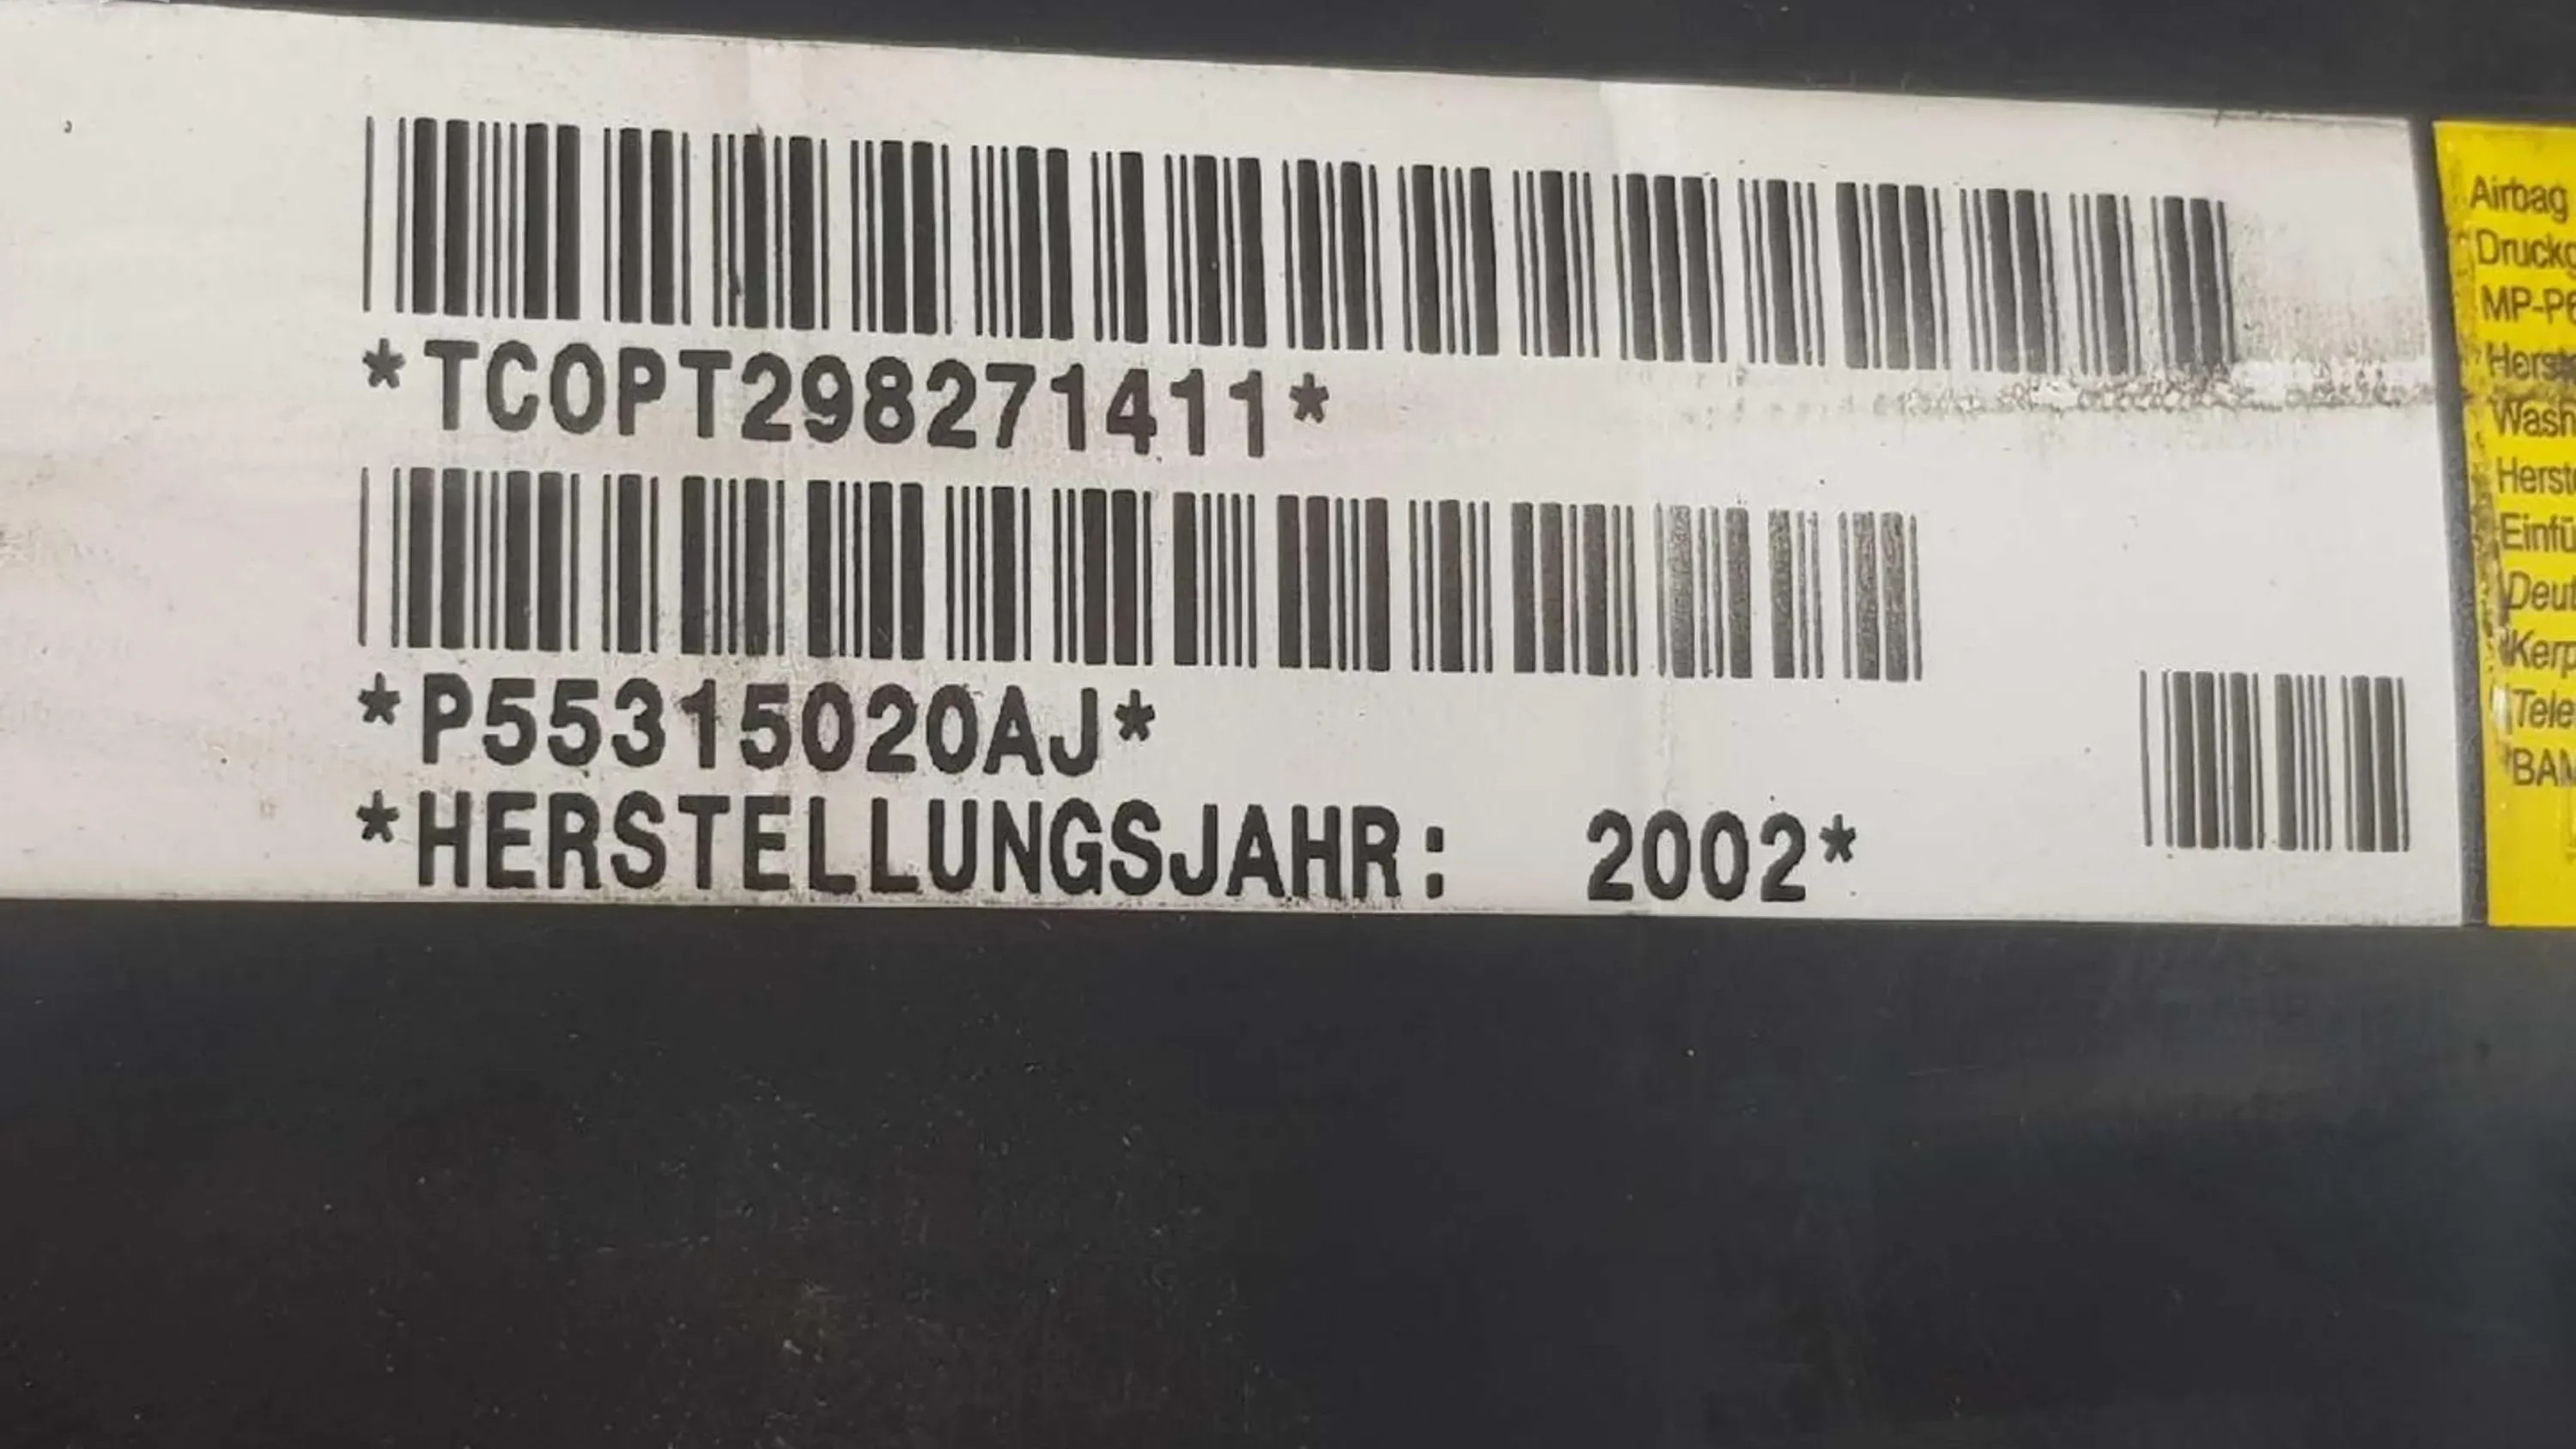 *TCOPT298271411*
*P55315020AJ*
*HERSTELLUNGSJAHR: 2002*
Airbag
MP-P